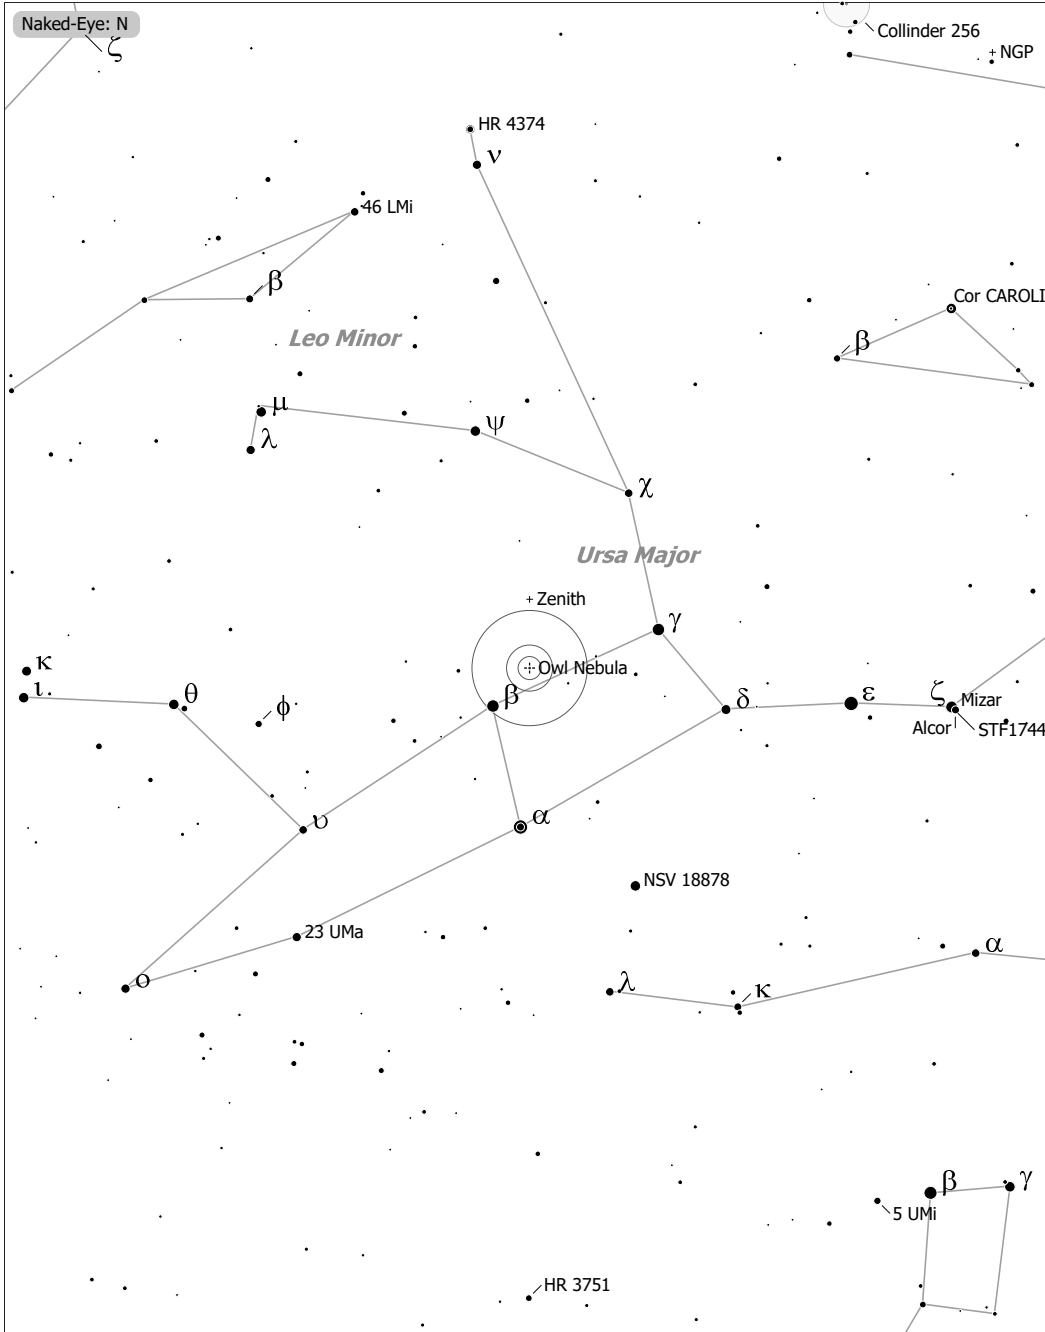 Naked-Eye: N
ζ
Collinder 256
NGP
HR 4374
ν
46 LMi
β
Cor CAROLI
Leo Minor
β
μ
ψ
λ
χ
Ursa Major
Zenith
γ
κ
Owl Nebula
ι
θ
β
δ
ε
ζ
Mizar
φ
Alcor
STF1744
υ
α
NSV 18878
23 UMa
α
ο
λ
κ
β
γ
5 UMi
HR 3751